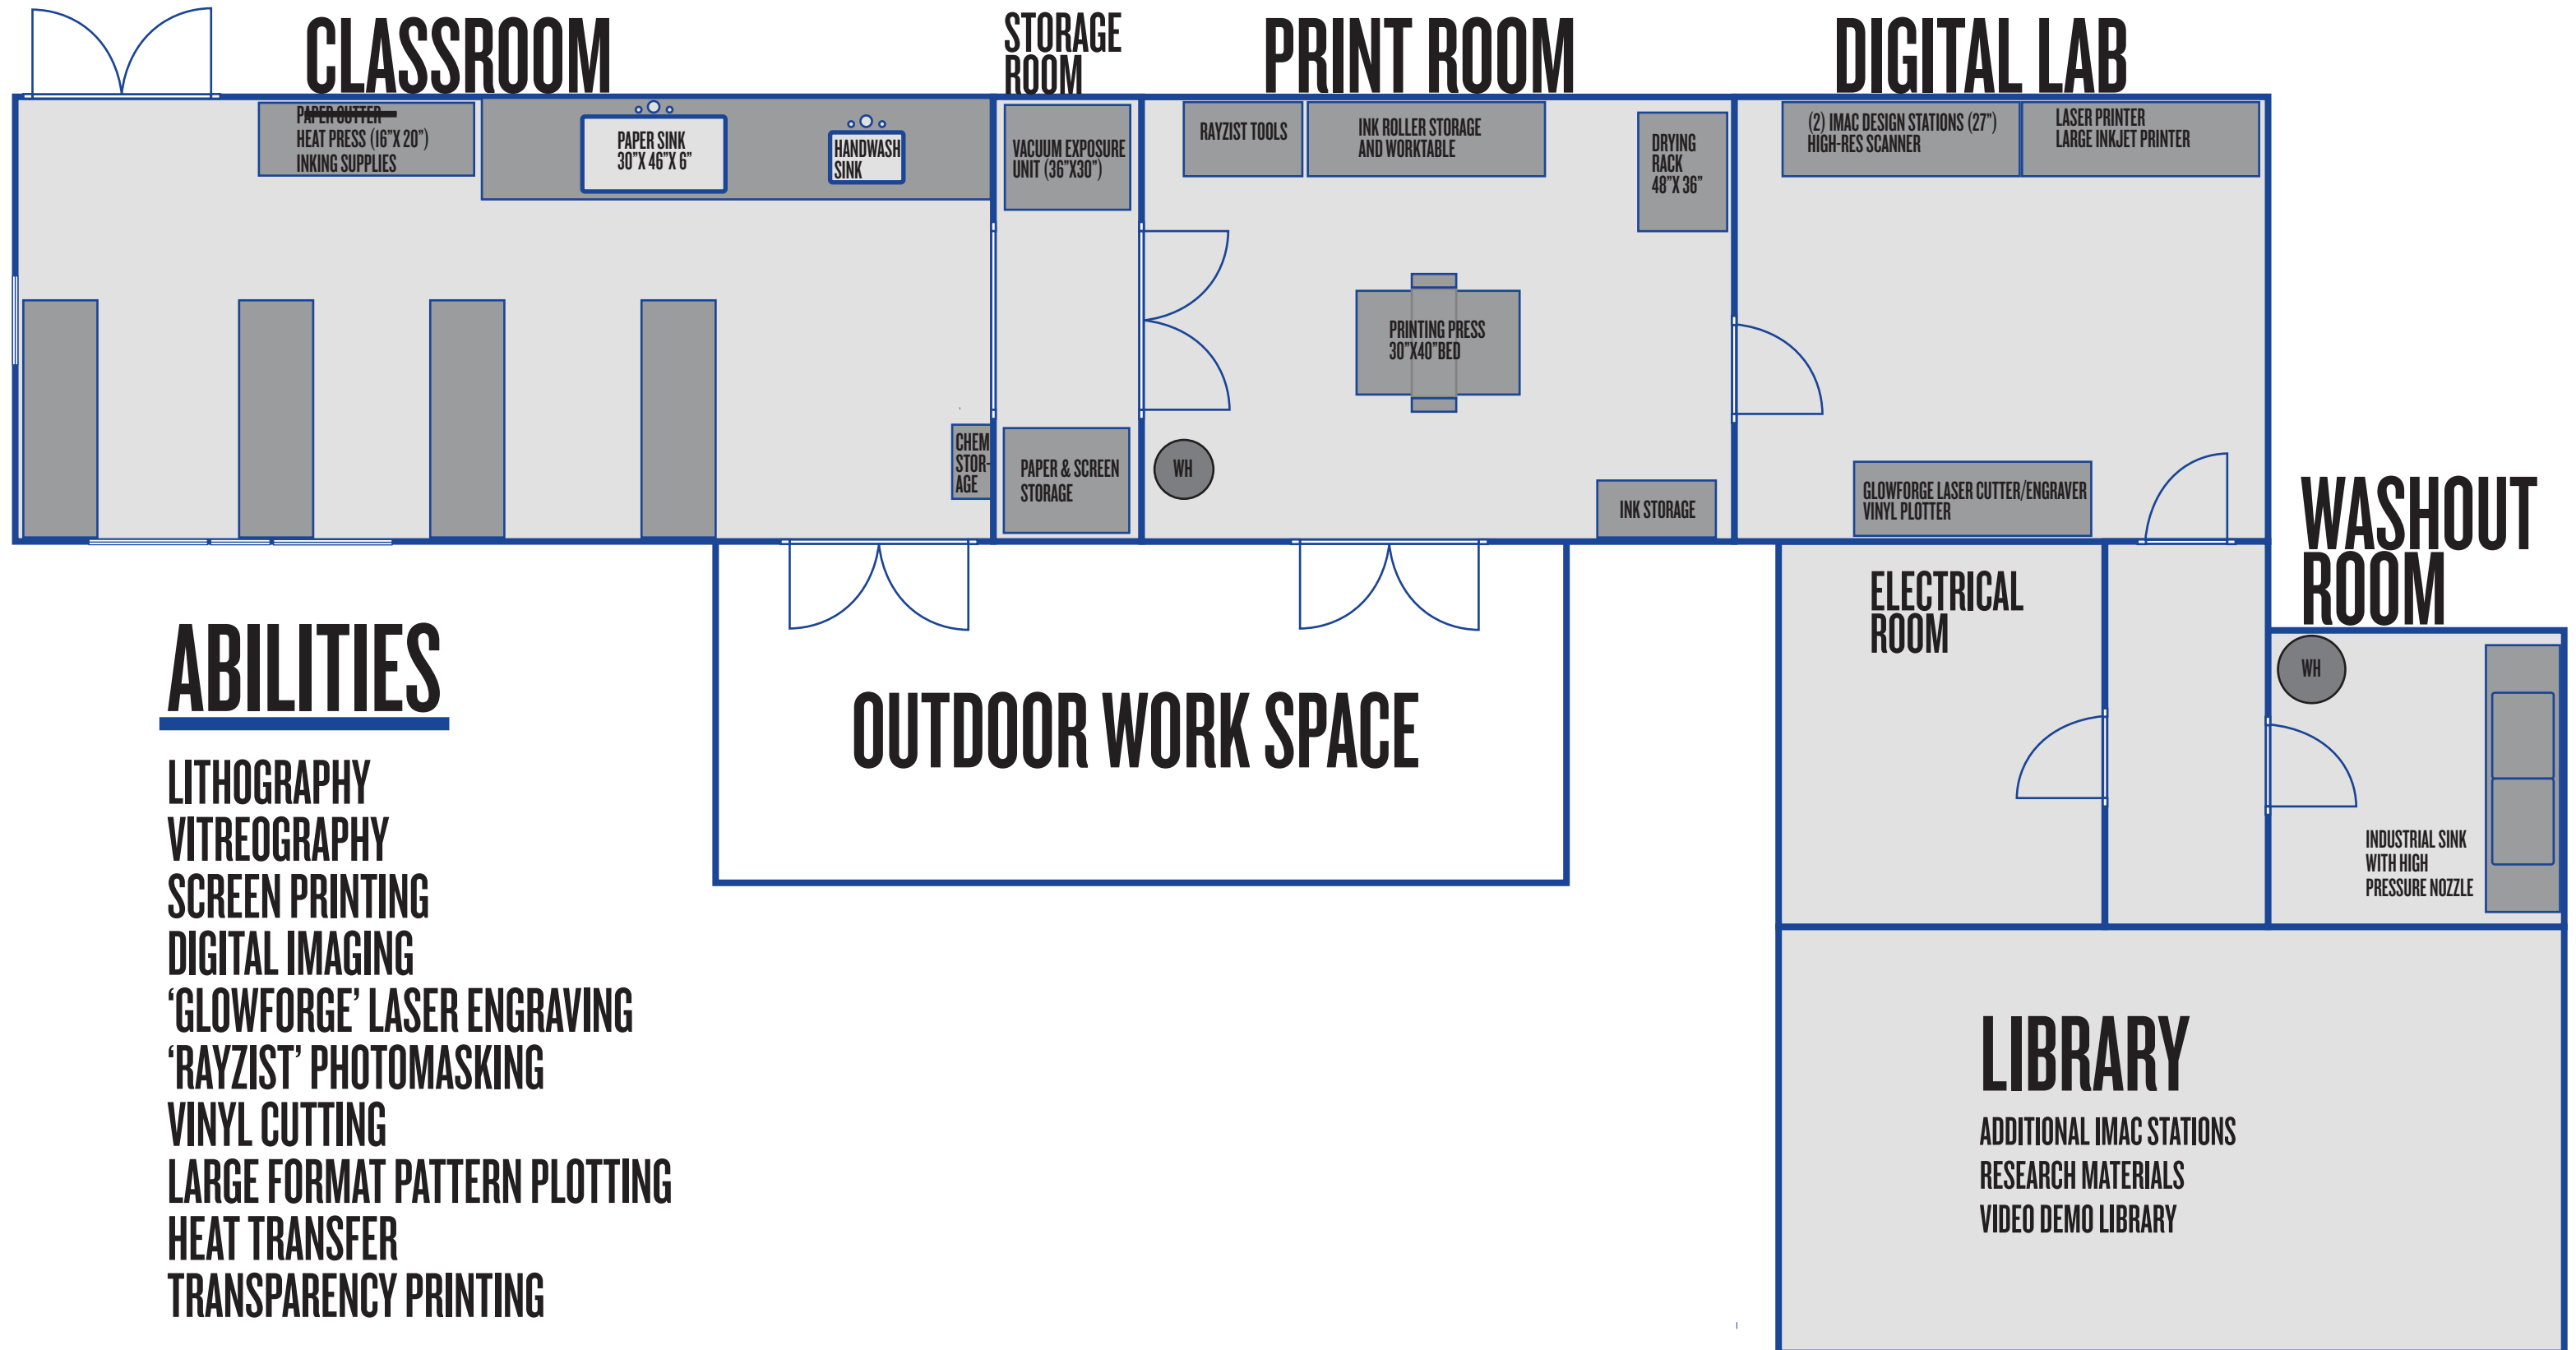 CLASSROOM
STORAGE
ROOM
PRINT ROOM
DIGITAL LAB
PAPER CUTTER
HEAT PRESS (16”X 20”)
INKING SUPPLIES
PAPER SINK
30”X 46”X 6”
HANDWASH
SINK
VACUUM EXPOSURE
UNIT (36”X30”)
RAYZIST TOOLS
INK ROLLER STORAGE
AND WORKTABLE
DRYING
RACK
48”X 36”
(2) IMAC DESIGN STATIONS (27”)
HIGH-RES SCANNER
LASER PRINTER
LARGE INKJET PRINTER
PRINTING PRESS
30”X40”BED
CHEM
STOR-
AGE
PAPER & SCREEN
STORAGE
WH
INK STORAGE
GLOWFORGE LASER CUTTER/ENGRAVER
VINYL PLOTTER
WASHOUT
ROOM
ELECTRICAL
ROOM
WH
INDUSTRIAL SINK
WITH HIGH
PRESSURE NOZZLE
OUTDOOR WORK SPACE
ABILITIES
LITHOGRAPHY
VITREOGRAPHY
SCREEN PRINTING
DIGITAL IMAGING
‘GLOWFORGE’ LASER ENGRAVING
‘RAYZIST’ PHOTOMASKING
VINYL CUTTING
LARGE FORMAT PATTERN PLOTTING
HEAT TRANSFER
TRANSPARENCY PRINTING
LIBRARY
ADDITIONAL IMAC STATIONS
RESEARCH MATERIALS
VIDEO DEMO LIBRARY